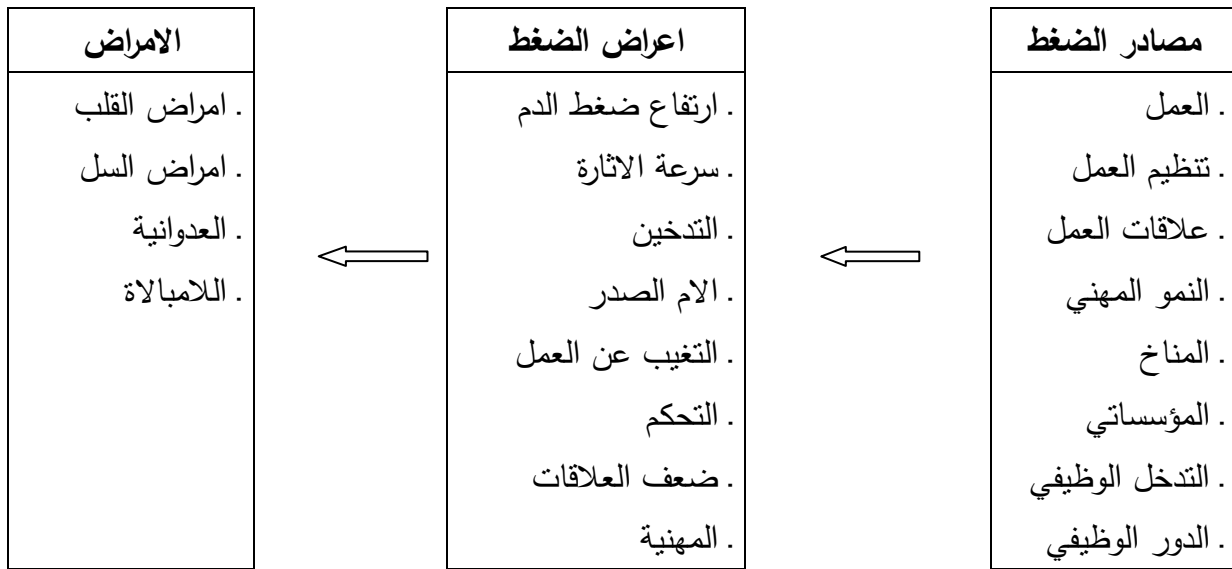 مصادر الضغط
. العمل
. تنظيم العمل
. علاقات العمل
. النمو المهني
. المناخ
. المؤسساتي
. التدخل الوظيفي
. الدور الوظيفي
اعراض الضغط
. ارتفاع ضغط الدم
. سرعة الاثارة
. التدخين
. الام الصدر
. التغيب عن العمل
. التحكم
. ضعف العلاقات
. المهنية
الامراض
. امراض القلب
. امراض السل
. العدوانية
. اللامبالاة